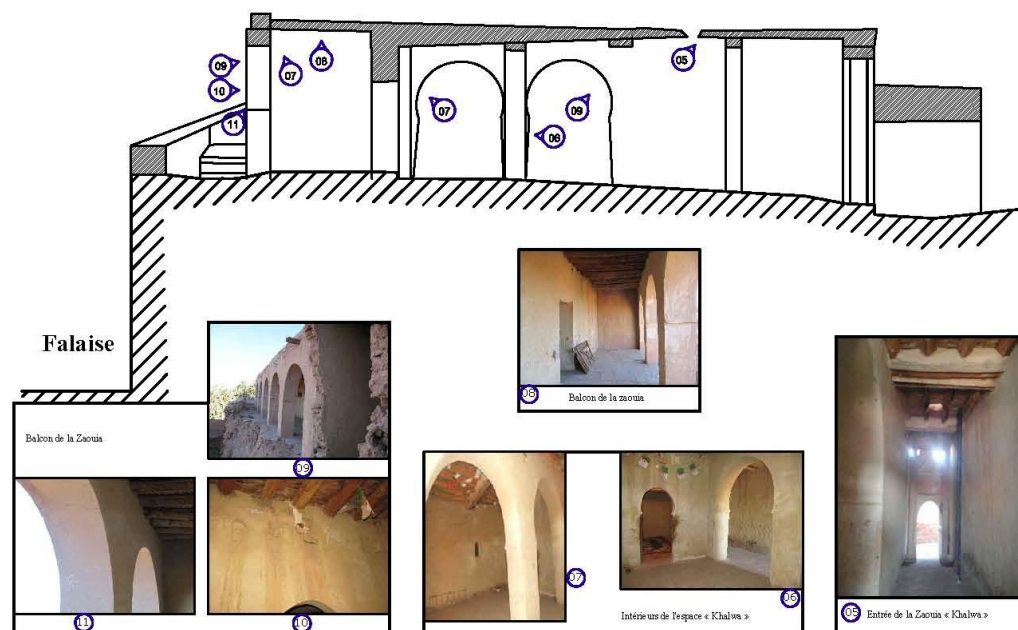 05
09
08
07
10
07
09
11
06
Falaise
08 Balcon de la zaouia
Balcon de la Zaouia
09
07
06
Intérieurs de l'espace « Khalwa »
05 Entrée de la Zaouia « Khalwa »
11
10